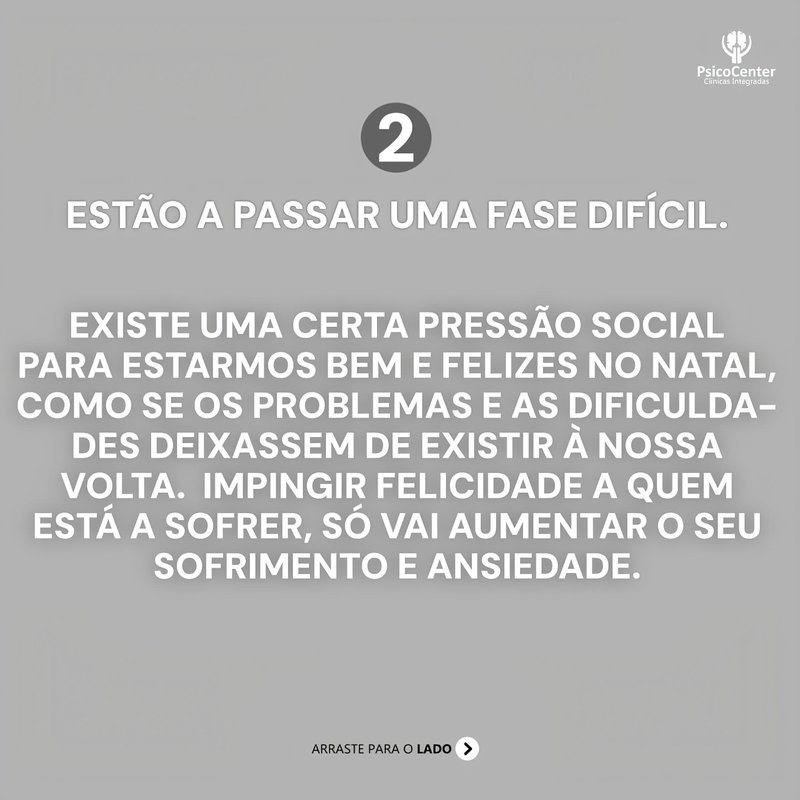 PsicoCenter
Clínicas Integradas
2
ESTÃO A PASSAR UMA FASE DIFÍCIL.
EXISTE UMA CERTA PRESSÃO SOCIAL
PARA ESTARMOS BEM E FELIZES NO NATAL,
COMO SE OS PROBLEMAS E AS DIFICULDA-
DES DEIXASSEM DE EXISTIR À NOSSA
VOLTA.  IMPINGIR FELICIDADE A QUEM
ESTÁ A SOFRER, SÓ VAI AUMENTAR O SEU
SOFRIMENTO E ANSIEDADE.
ARRASTE PARA O LADO